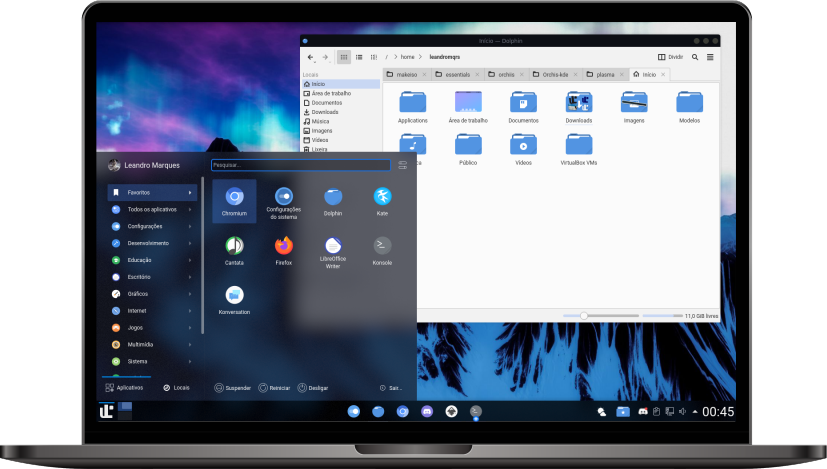 Início — Dolphin
/ > home > leandromqrs
Dividir
makeiso
essentials
orchis
Orchis-kde
plasma
Início
Locais
Início
Área de trabalho
Documentos
Downloads
Música
Imagens
Vídeos
Lixeira
Applications
Área de trabalho
Documentos
Downloads
Imagens
Modelos
Público
Vídeos
VirtualBox VMs
11,0 GiB livres
Leandro Marques
Pesquisar...
Favoritos
Todos os aplicativos
Configurações
Desenvolvimento
Educação
Escritório
Gráficos
Internet
Jogos
Multimídia
Sistema
Chromium
Configurações
do sistema
Dolphin
Kate
Cantata
Firefox
LibreOffice
Writer
Konsole
Konversation
Aplicativos
Locais
Suspender
Reiniciar
Desligar
Sair...
00:45